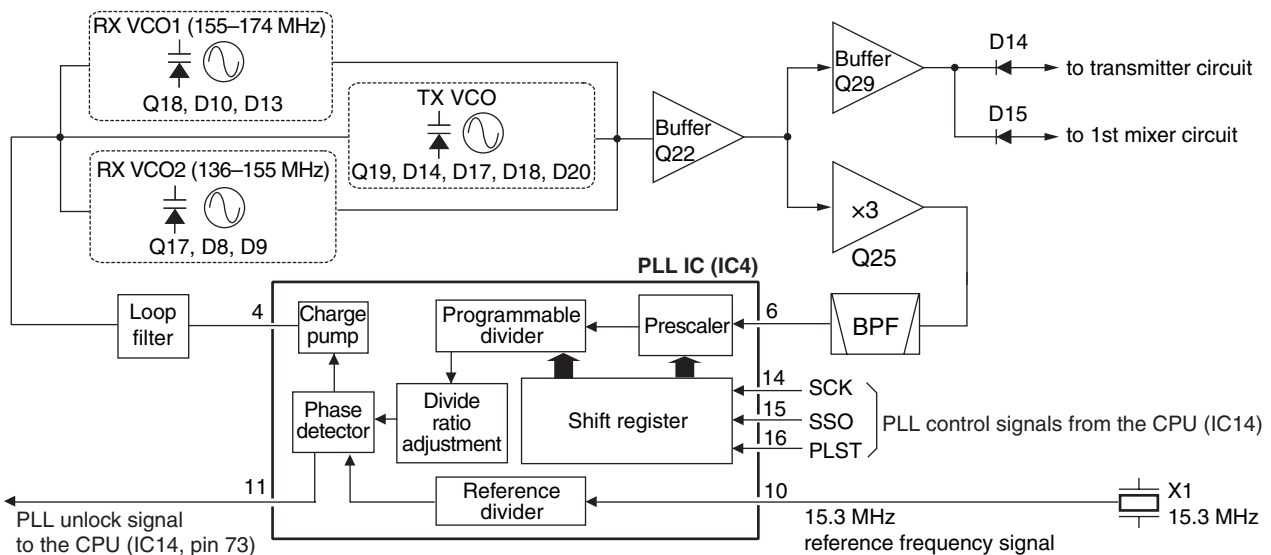 RX VCO1 (155–174 MHz)
Q18, D10, D13
TX VCO
Q19, D14, D17, D18, D20
RX VCO2 (136–155 MHz)
Q17, D8, D9
Buffer
Q22
Buffer
Q29
D14
to transmitter circuit
D15
to 1st mixer circuit
×3
Q25
PLL IC (IC4)
Loop
filter
4
Charge
pump
Programmable
divider
Prescaler
6
BPF
Phase
detector
Divide
ratio
adjustment
Shift register
14
SCK
15
SSO
16
PLST
PLL control signals from the CPU (IC14)
11
PLL unlock signal
to the CPU (IC14, pin 73)
Reference
divider
10
15.3 MHz
reference frequency signal
X1
15.3 MHz